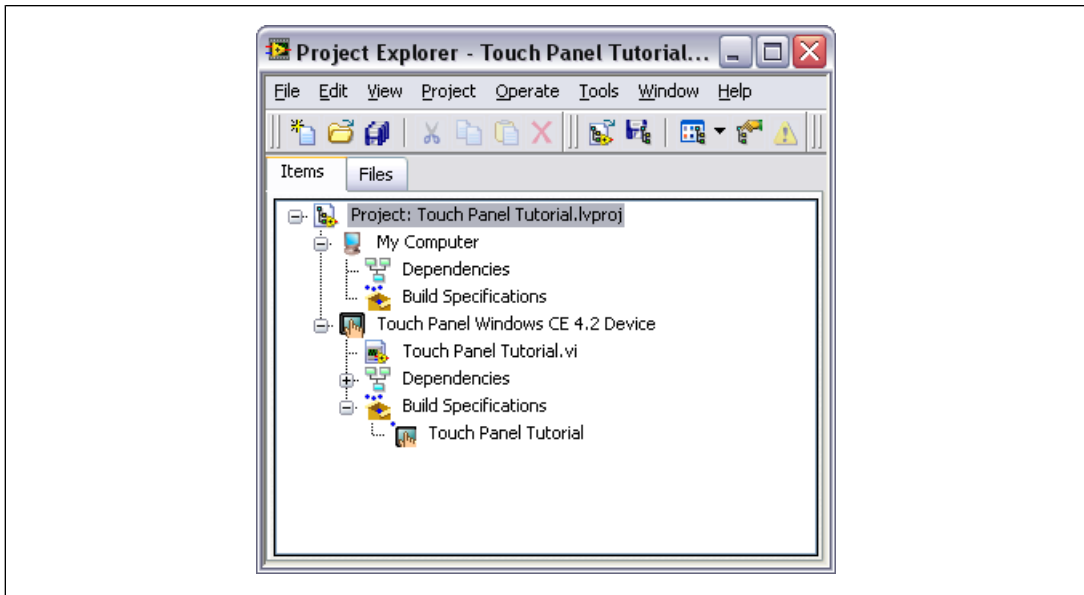 Project Explorer - Touch Panel Tutorial...
File Edit View Project Operate Tools Window Help
Items Files
Project: Touch Panel Tutorial.lvproj
My Computer
Dependencies
Build Specifications
Touch Panel Windows CE 4.2 Device
Touch Panel Tutorial.vi
Dependencies
Build Specifications
Touch Panel Tutorial